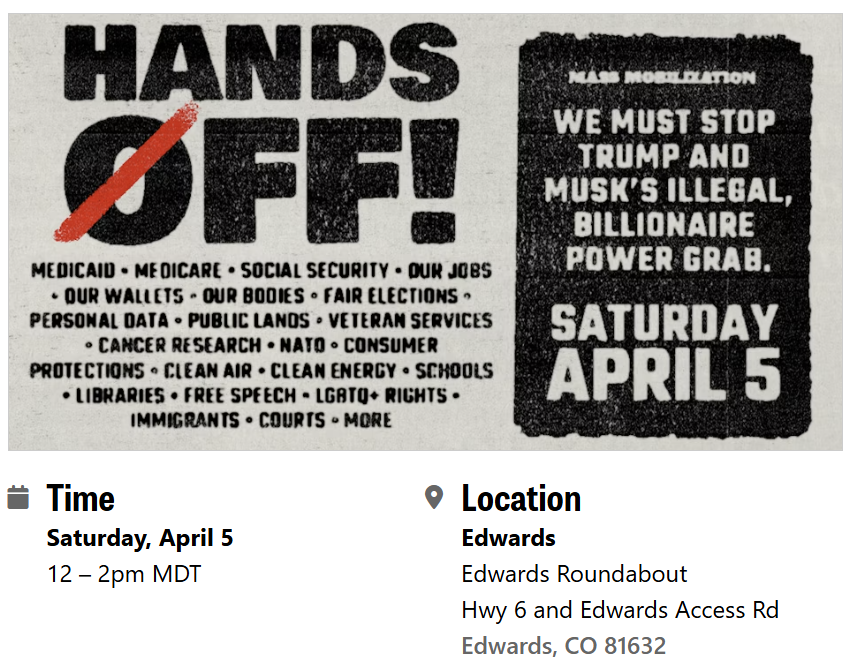 HANDS
OFF!
MEDICAID • MEDICARE • SOCIAL SECURITY • OUR JOBS
• OUR WALLETS • OUR BODIES • FAIR ELECTIONS •
PERSONAL DATA • PUBLIC LANDS • VETERAN SERVICES
• CANCER RESEARCH • NATO • CONSUMER
PROTECTIONS • CLEAN AIR • CLEAN ENERGY • SCHOOLS
• LIBRARIES • FREE SPEECH • LGBTQ+ RIGHTS •
IMMIGRANTS • COURTS • MORE
MASS MOBILIZATION
WE MUST STOP
TRUMP AND
MUSK'S ILLEGAL,
BILLIONAIRE
POWER GRAB.
SATURDAY
APRIL 5
Time
Saturday, April 5
12 – 2pm MDT
Location
Edwards
Edwards Roundabout
Hwy 6 and Edwards Access Rd
Edwards, CO 81632